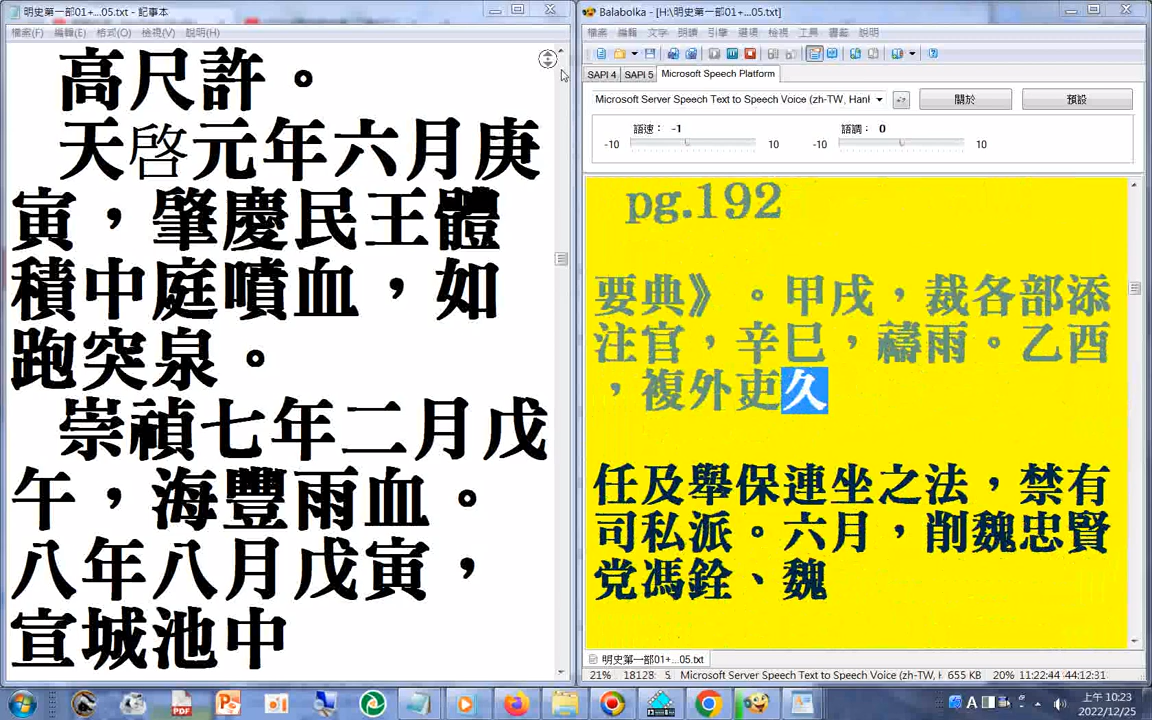 明史第一部01+...05.txt - 記事本
檔案(F) 編輯(E) 格式(O) 檢視(V) 說明(H)
高尺許。
天啓元年六月庚
寅，肇慶民王體
積中庭噴血，如
跑突泉。
崇禎七年二月戊
午，海豐雨血。
八年八月戊寅，
宣城池中
Balabolka - [H:\明史第一部01+...05.txt]
檔案 編輯 文字 朗讀 引擎 選項 檢視 工具 書籤 說明
SAPI 4 SAPI 5 Microsoft Speech Platform
Microsoft Server Speech Text to Speech Voice (zh-TW, Hanl
關於 預設
語速： -1 語調： 0
-10 10 -10 10
pg.192
要典》。甲戌，裁各部添
注官，辛巳，禱雨。乙酉
，複外吏久
任及舉保連坐之法，禁有
司私派。六月，削魏忠賢
党馮銓、魏
明史第一部01+...05.txt
21% 18128: 5. Microsoft Speech Platform: Microsoft Server Speech Text to Speech Voice (zh-TW, H 655 KB 20% 11:22:44 44:12:31
PDF
上午 10:23
2022/12/25